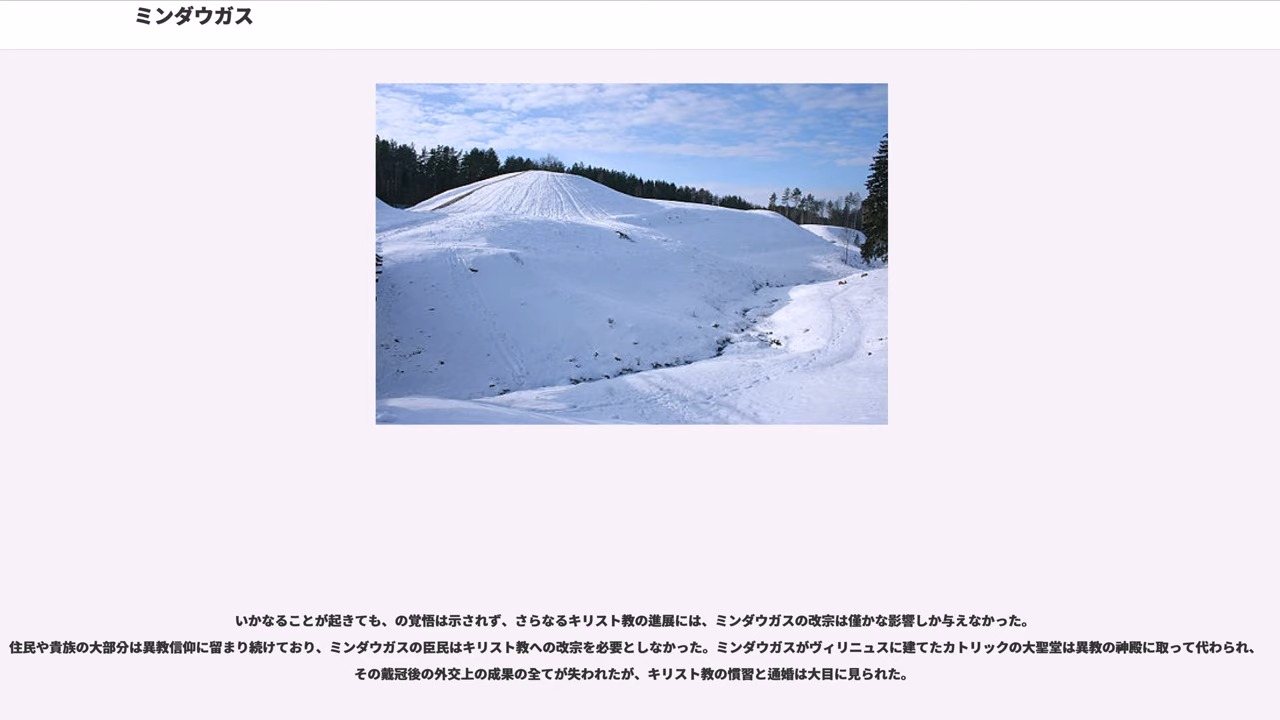 ミンダウガス
いかなることが起きても、の覚悟は示されず、さらなるキリスト教の進展には、ミンダウガスの改宗は僅かな影響しか与えなかった。
住民や貴族の大部分は異教信仰に留まり続けており、ミンダウガスの臣民はキリスト教への改宗を必要としなかった。ミンダウガスがヴィリニュスに建てたカトリックの大聖堂は異教の神殿に取って代わられ、
その戴冠後の外交上の成果の全てが失われたが、キリスト教の慣習と通婚は大目に見られた。